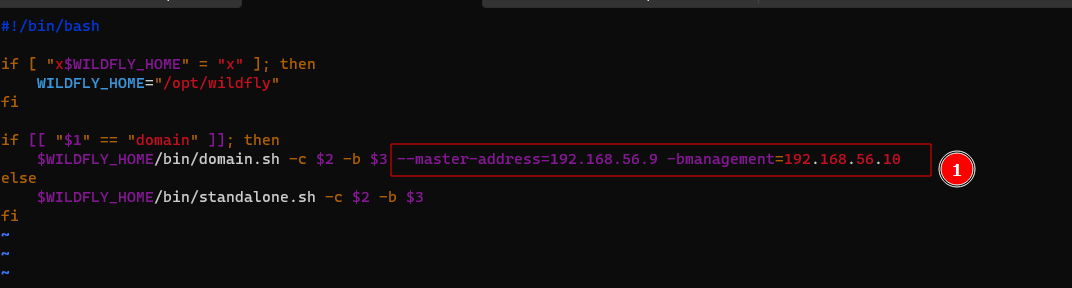 #!/bin/bash
if [ "x$WILDFLY_HOME" = "x" ]; then
    WILDFLY_HOME="/opt/wildfly"
fi
if [[ "$1" == "domain" ]]; then
    $WILDFLY_HOME/bin/domain.sh -c $2 -b $3 --master-address=192.168.56.9 -bmanagement=192.168.56.10
1
else
    $WILDFLY_HOME/bin/standalone.sh -c $2 -b $3
fi
~
~
~